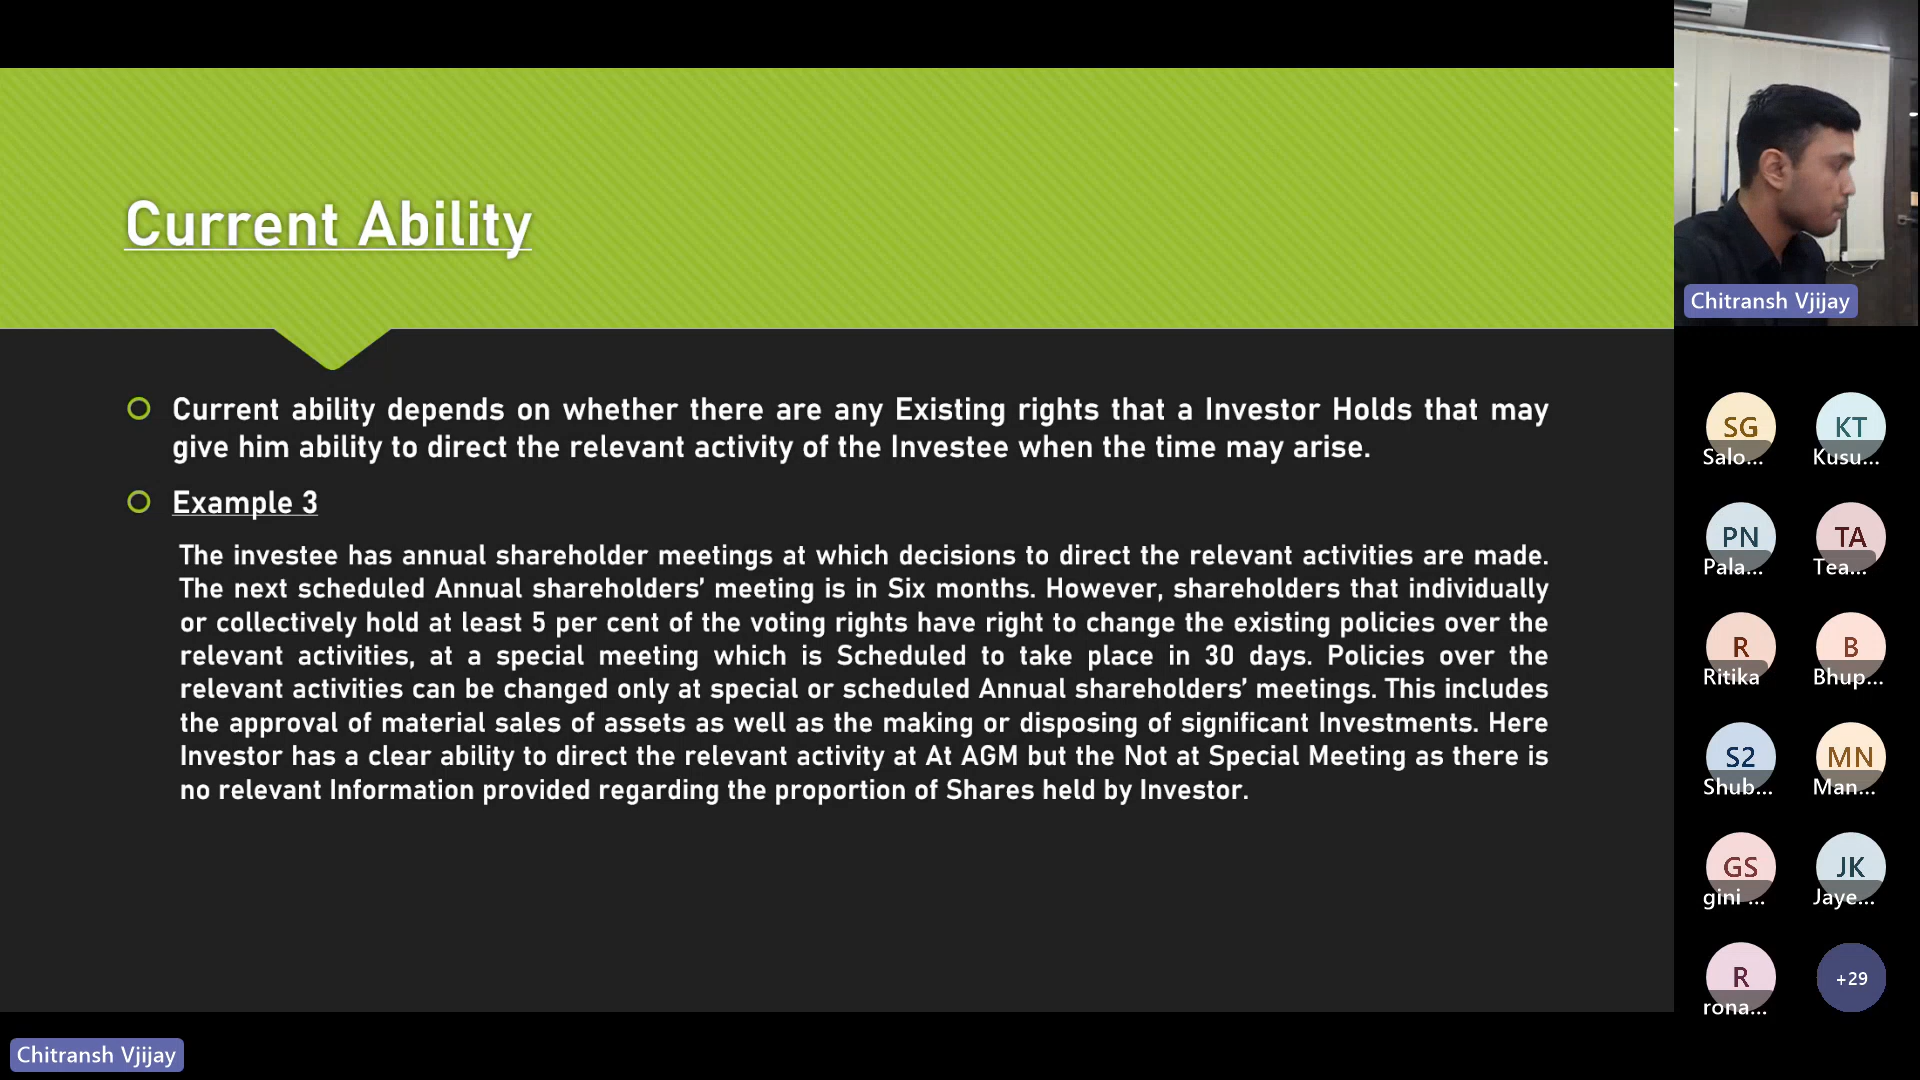 Current Ability
Current ability depends on whether there are any Existing rights that a Investor Holds that may
give him ability to direct the relevant activity of the Investee when the time may arise.
Example 3
The investee has annual shareholder meetings at which decisions to direct the relevant activities are made.
The next scheduled Annual shareholders’ meeting is in Six months. However, shareholders that individually
or collectively hold at least 5 per cent of the voting rights have right to change the existing policies over the
relevant activities, at a special meeting which is Scheduled to take place in 30 days. Policies over the
relevant activities can be changed only at special or scheduled Annual shareholders’ meetings. This includes
the approval of material sales of assets as well as the making or disposing of significant Investments. Here
Investor has a clear ability to direct the relevant activity at At AGM but the Not at Special Meeting as there is
no relevant Information provided regarding the proportion of Shares held by Investor.
Chitransh Vjijay
SG
Salo...
KT
Kusu...
PN
Pala...
TA
Tea...
R
Ritika
B
Bhup...
S2
Shub...
MN
Man...
GS
gini ...
JK
Jaye...
R
rona...
+29
Chitransh Vjijay